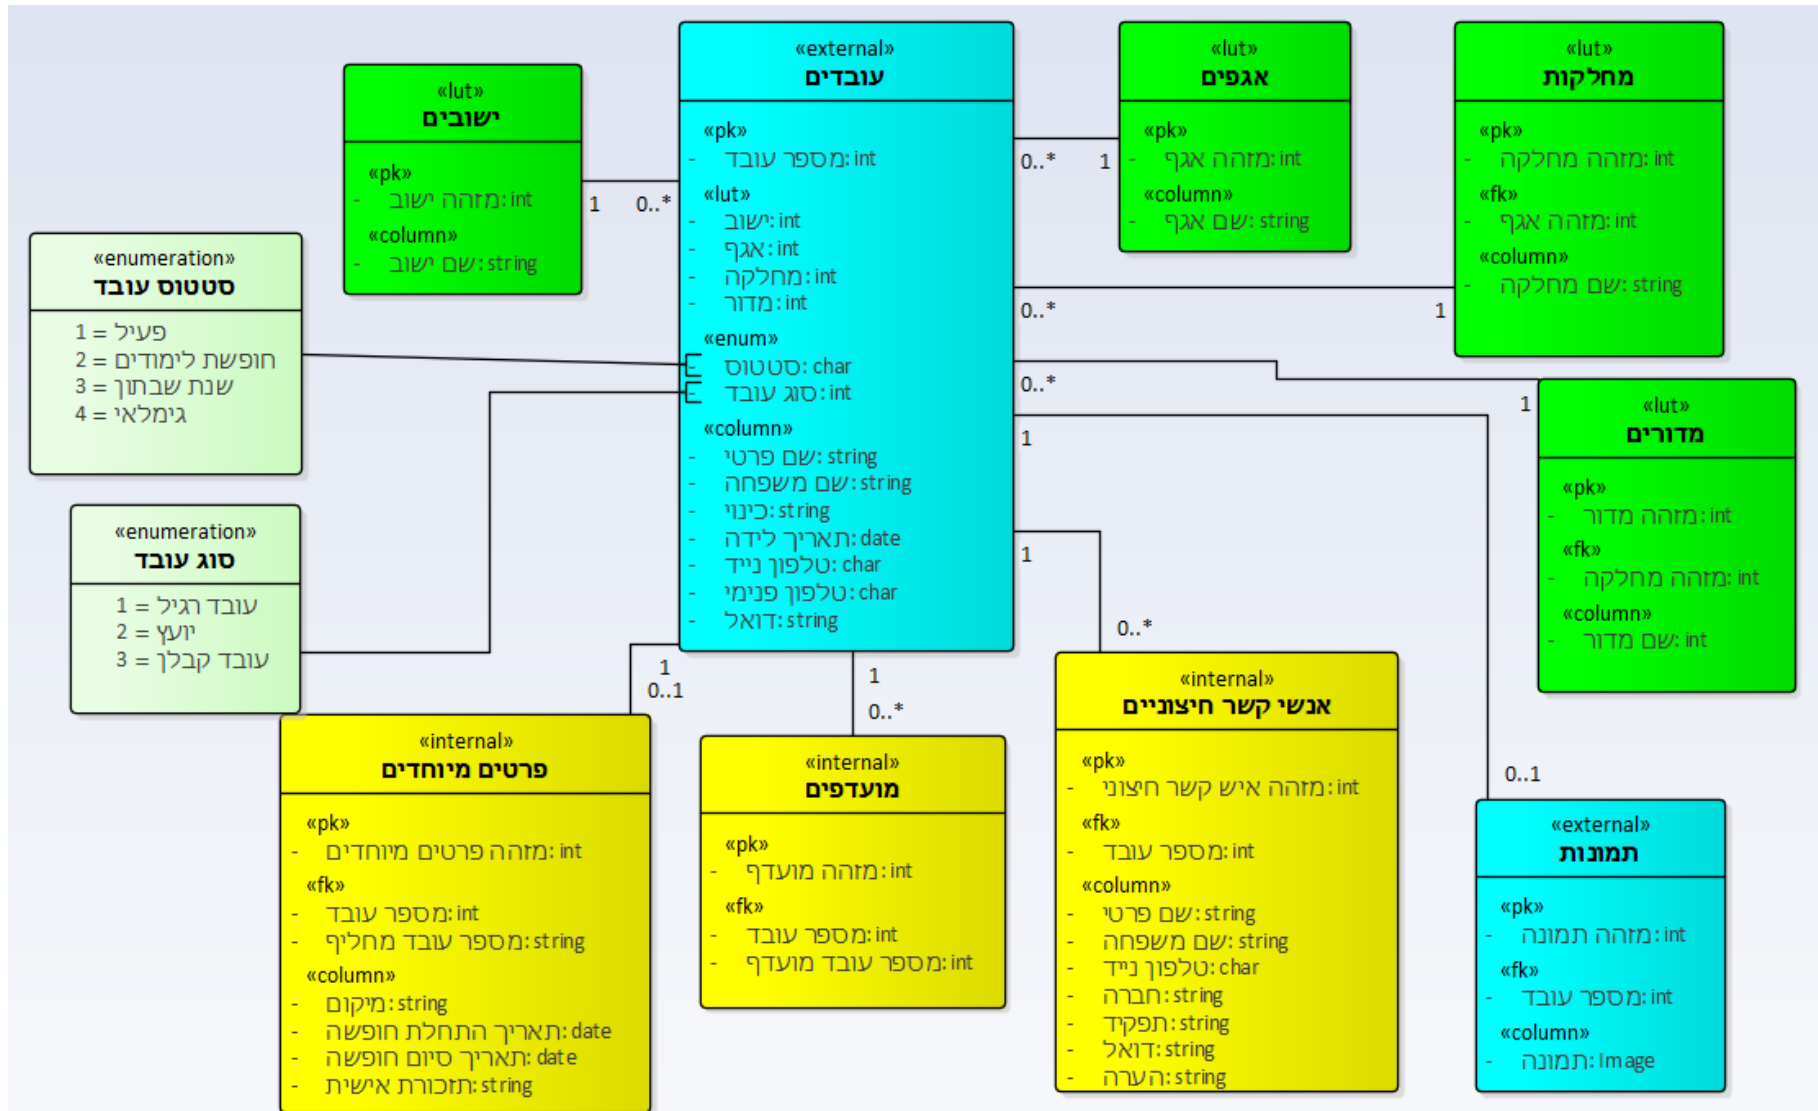 «external»
עובדים
«pk»
- מספר עובד: int
«lut»
- ישוב: int
- אגף: int
- מחלקה: int
- מדור: int
«enum»
- סטטוס: char
- סוג עובד: int
«column»
- שם פרטי: string
- שם משפחה: string
- כינוי: string
- תאריך לידה: date
- טלפון נייד: char
- טלפון פנימי: char
- דואל: string
«lut»
אגפים
«pk»
- מזהה אגף: int
«column»
- שם אגף: string
0..* 1
«lut»
מחלקות
«pk»
- מזהה מחלקה: int
«fk»
- מזהה אגף: int
«column»
- שם מחלקה: string
0..* 1
«lut»
ישובים
«pk»
- מזהה ישוב: int
«column»
- שם ישוב: string
1 0..*
«enumeration»
סטטוס עובד
פעיל = 1
חופשת לימודים = 2
שנת שבתון = 3
גימלאי = 4
«enumeration»
סוג עובד
עובד רגיל = 1
יועץ = 2
עובד קבלן = 3
0..* 1
«lut»
מדורים
«pk»
- מזהה מדור: int
«fk»
- מזהה מחלקה: int
«column»
- שם מדור: int
1
1
0..*
1
0..1
1
0..*
0..1
«internal»
פרטים מיוחדים
«pk»
- מזהה פרטים מיוחדים: int
«fk»
- מספר עובד: int
- מספר עובד מחליף: string
«column»
- מיקום: string
- תאריך התחלת חופשה: date
- תאריך סיום חופשה: date
- תזכורת אישית: string
«internal»
מועדפים
«pk»
- מזהה מועדף: int
«fk»
- מספר עובד: int
- מספר עובד מועדף: int
«internal»
אנשי קשר חיצוניים
«pk»
- מזהה איש קשר חיצוני: int
«fk»
- מספר עובד: int
«column»
- שם פרטי: string
- שם משפחה: string
- טלפון נייד: char
- חברה: string
- תפקיד: string
- דואל: string
- הערה: string
«external»
תמונות
«pk»
- מזהה תמונה: int
«fk»
- מספר עובד: int
«column»
- תמונה: Image